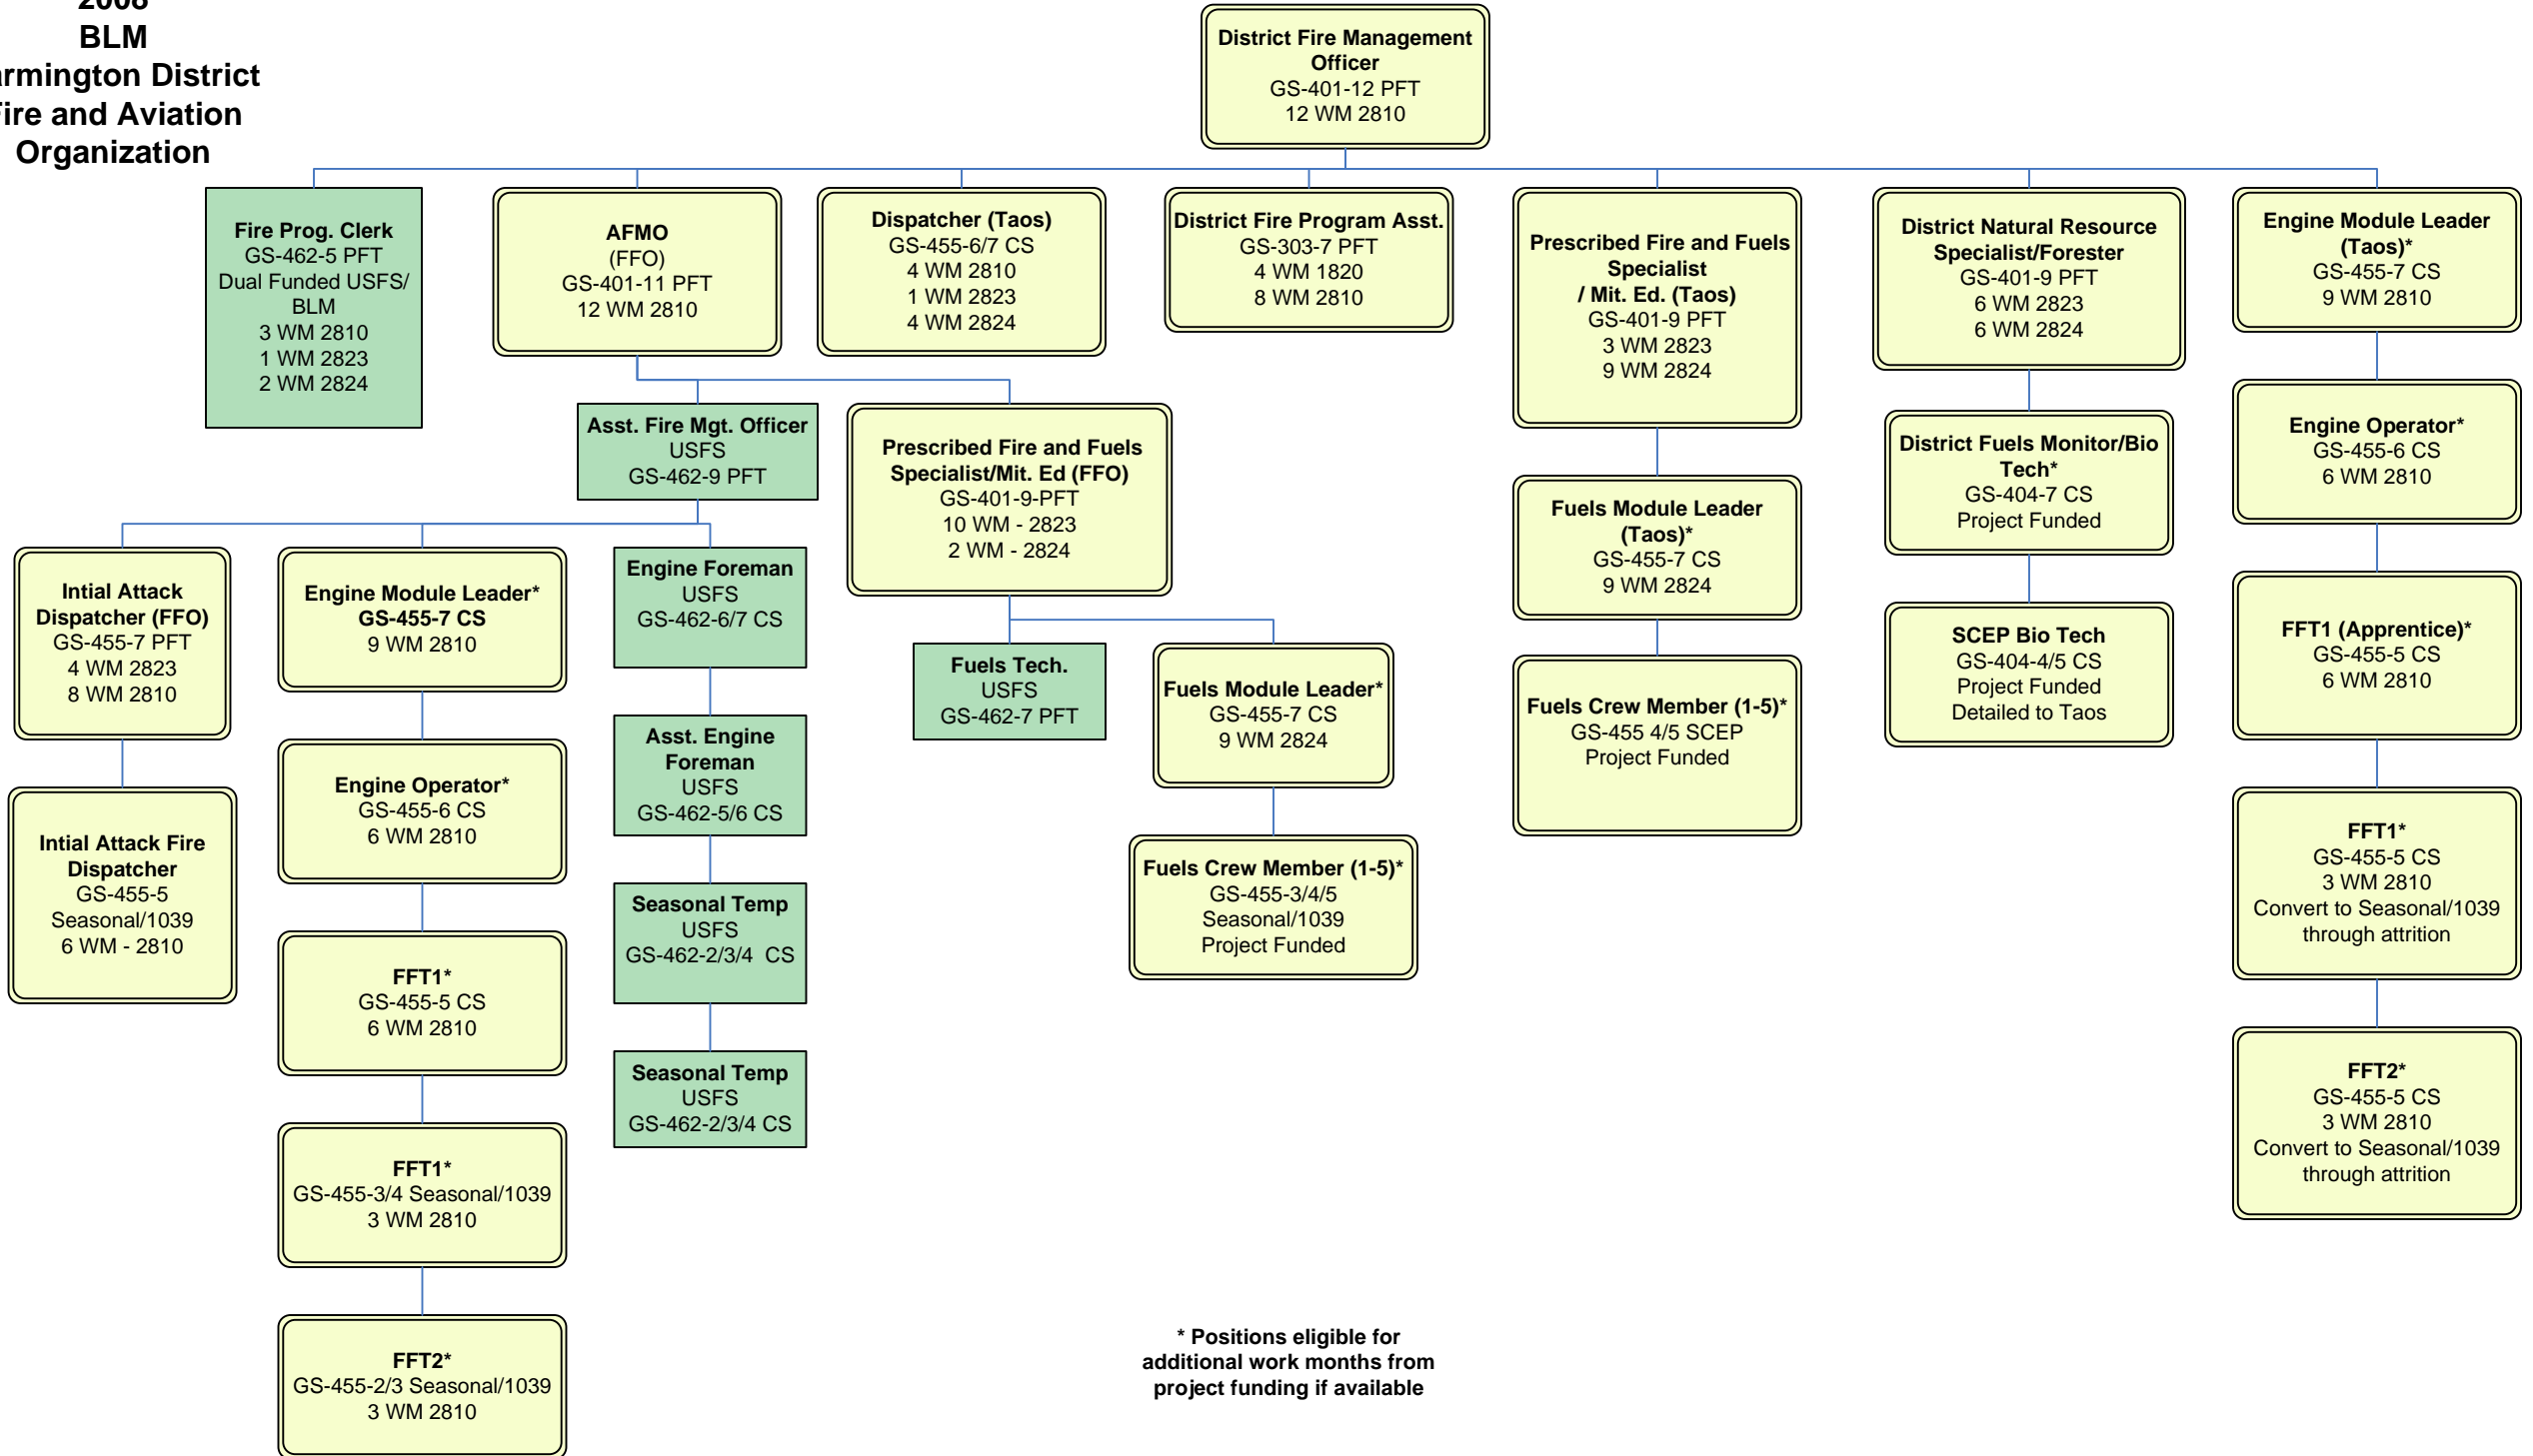 2008
BLM
armington District
Fire and Aviation
Organization
District Fire Management
Officer
GS-401-12 PFT
12 WM 2810
Fire Prog. Clerk
GS-462-5 PFT
Dual Funded USFS/
BLM
3 WM 2810
1 WM 2823
2 WM 2824
AFMO
(FFO)
GS-401-11 PFT
12 WM 2810
Dispatcher (Taos)
GS-455-6/7 CS
4 WM 2810
1 WM 2823
4 WM 2824
District Fire Program Asst.
GS-303-7 PFT
4 WM 1820
8 WM 2810
Prescribed Fire and Fuels
Specialist
/ Mit. Ed. (Taos)
GS-401-9 PFT
3 WM 2823
9 WM 2824
District Natural Resource
Specialist/Forester
GS-401-9 PFT
6 WM 2823
6 WM 2824
Engine Module Leader
(Taos)*
GS-455-7 CS
9 WM 2810
Asst. Fire Mgt. Officer
USFS
GS-462-9 PFT
Prescribed Fire and Fuels
Specialist/Mit. Ed (FFO)
GS-401-9-PFT
10 WM - 2823
2 WM - 2824
Fuels Module Leader
(Taos)*
GS-455-7 CS
9 WM 2824
District Fuels Monitor/Bio
Tech*
GS-404-7 CS
Project Funded
Engine Operator*
GS-455-6 CS
6 WM 2810
Intial Attack
Dispatcher (FFO)
GS-455-7 PFT
4 WM 2823
8 WM 2810
Engine Module Leader*
GS-455-7 CS
9 WM 2810
Engine Foreman
USFS
GS-462-6/7 CS
Fuels Tech.
USFS
GS-462-7 PFT
Fuels Module Leader*
GS-455-7 CS
9 WM 2824
Fuels Crew Member (1-5)*
GS-455 4/5 SCEP
Project Funded
SCEP Bio Tech
GS-404-4/5 CS
Project Funded
Detailed to Taos
FFT1 (Apprentice)*
GS-455-5 CS
6 WM 2810
Intial Attack Fire
Dispatcher
GS-455-5
Seasonal/1039
6 WM - 2810
Engine Operator*
GS-455-6 CS
6 WM 2810
Asst. Engine
Foreman
USFS
GS-462-5/6 CS
Fuels Crew Member (1-5)*
GS-455-3/4/5
Seasonal/1039
Project Funded
FFT1*
GS-455-5 CS
3 WM 2810
Convert to Seasonal/1039
through attrition
FFT1*
GS-455-5 CS
6 WM 2810
Seasonal Temp
USFS
GS-462-2/3/4  CS
FFT2*
GS-455-5 CS
3 WM 2810
Convert to Seasonal/1039
through attrition
FFT1*
GS-455-3/4 Seasonal/1039
3 WM 2810
Seasonal Temp
USFS
GS-462-2/3/4 CS
FFT2*
GS-455-2/3 Seasonal/1039
3 WM 2810
* Positions eligible for
additional work months from
project funding if available